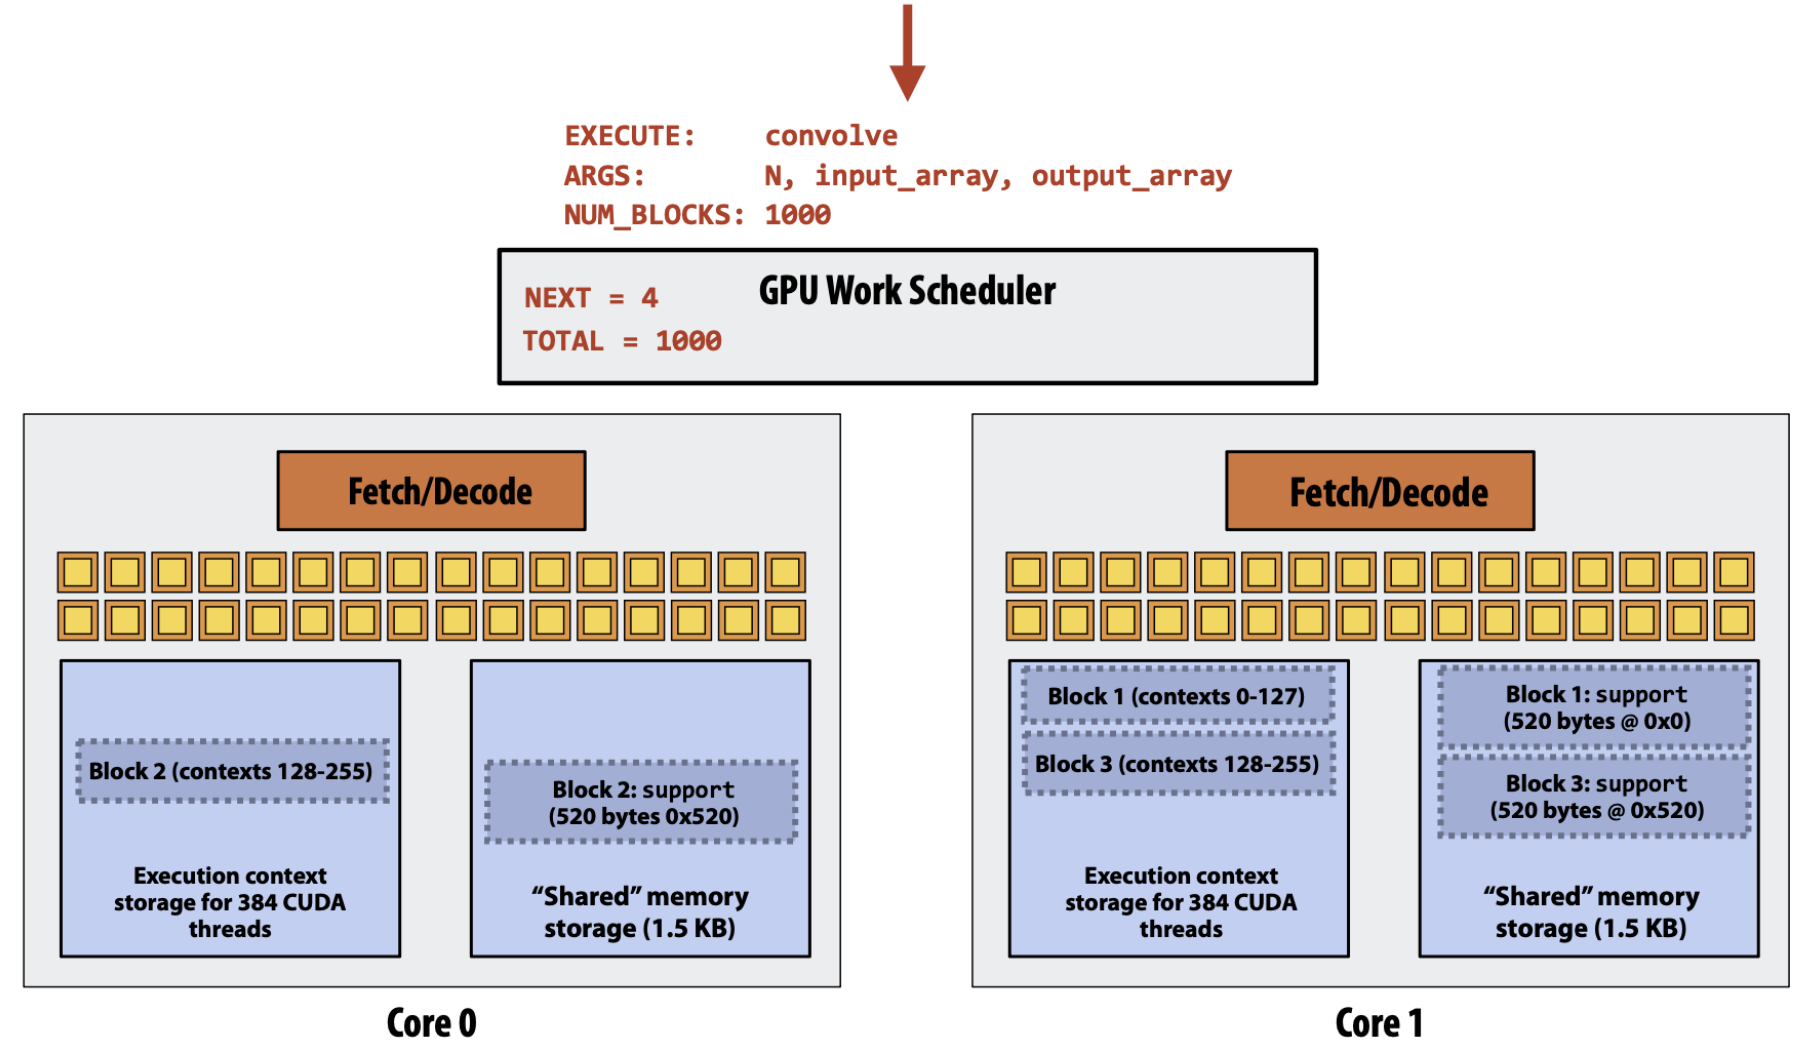 EXECUTE: convolve
ARGS: N, input_array, output_array
NUM_BLOCKS: 1000
GPU Work Scheduler
NEXT = 4
TOTAL = 1000
Fetch/Decode
Block 2 (contexts 128-255)
Execution context
storage for 384 CUDA
threads
Block 2: support
(520 bytes 0x520)
“Shared” memory
storage (1.5 KB)
Core 0
Fetch/Decode
Block 1 (contexts 0-127)
Block 3 (contexts 128-255)
Execution context
storage for 384 CUDA
threads
Block 1: support
(520 bytes @ 0x0)
Block 3: support
(520 bytes @ 0x520)
“Shared” memory
storage (1.5 KB)
Core 1